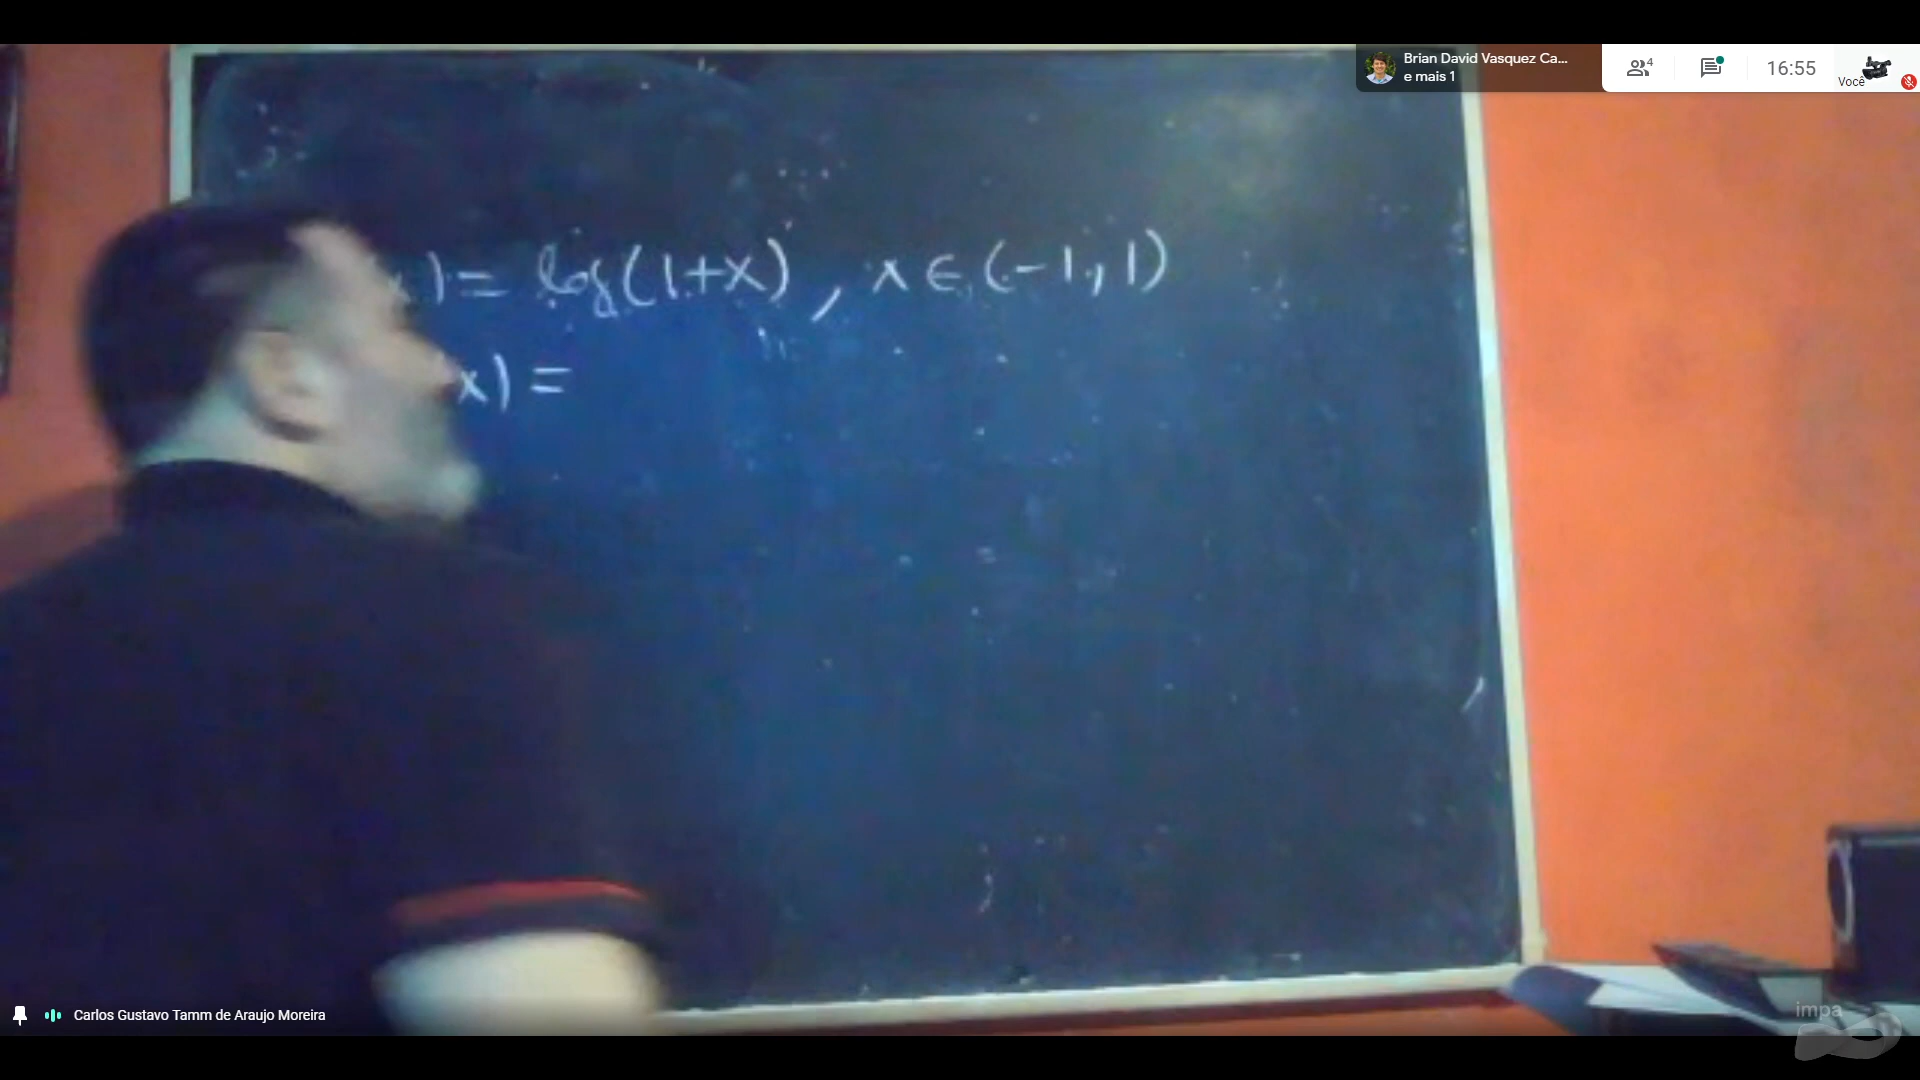 Brian David Vasquez Ca...
e mais 1
4
16:55
Você
x) = log(1+x), x ∈ (-1, 1)
x) =
Carlos Gustavo Tamm de Araujo Moreira
impa